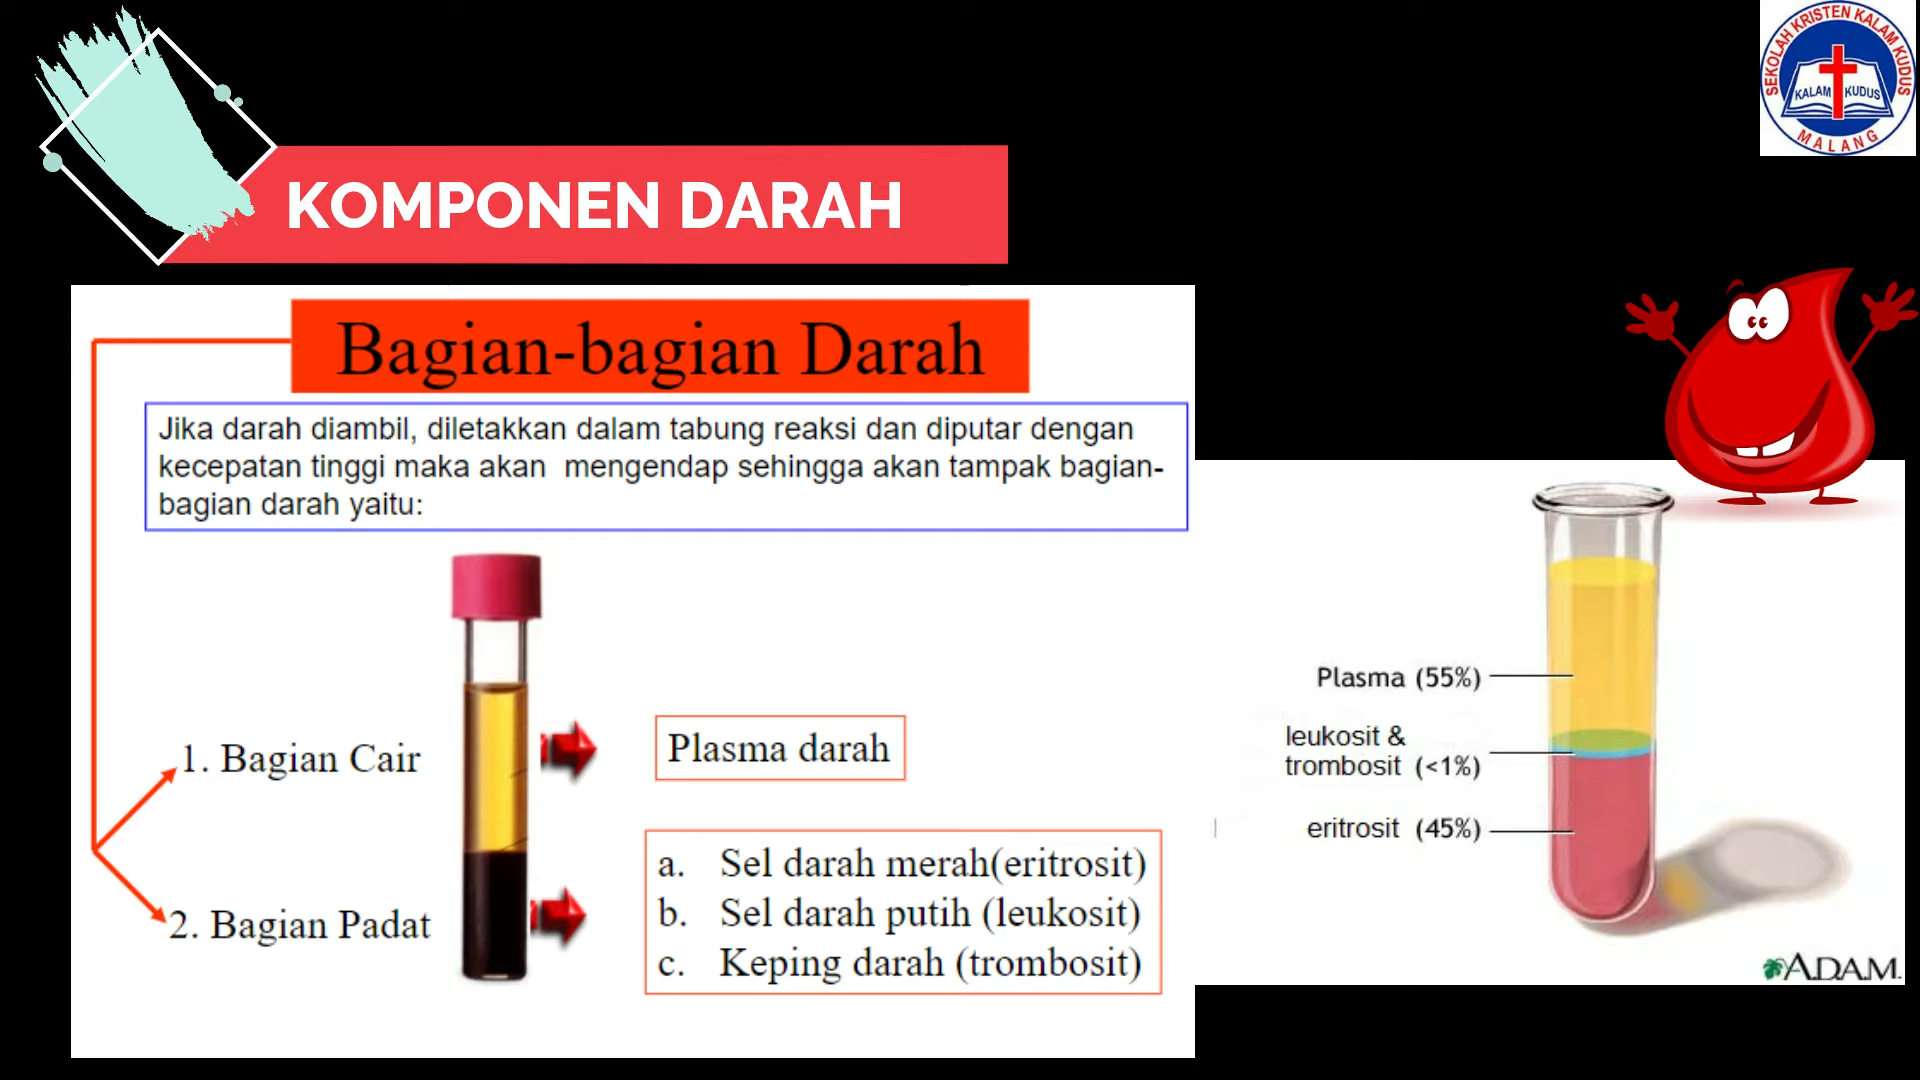 SEKOLAH KRISTEN KALAM KUDUS
KALAM KUDUS
MALANG
KOMPONEN DARAH
Bagian-bagian Darah
Jika darah diambil, diletakkan dalam tabung reaksi dan diputar dengan
kecepatan tinggi maka akan mengendap sehingga akan tampak bagian-
bagian darah yaitu:
1. Bagian Cair
Plasma darah
2. Bagian Padat
a. Sel darah merah(eritrosit)
b. Sel darah putih (leukosit)
c. Keping darah (trombosit)
Plasma (55%)
leukosit &
trombosit (<1%)
eritrosit (45%)
A.D.A.M.